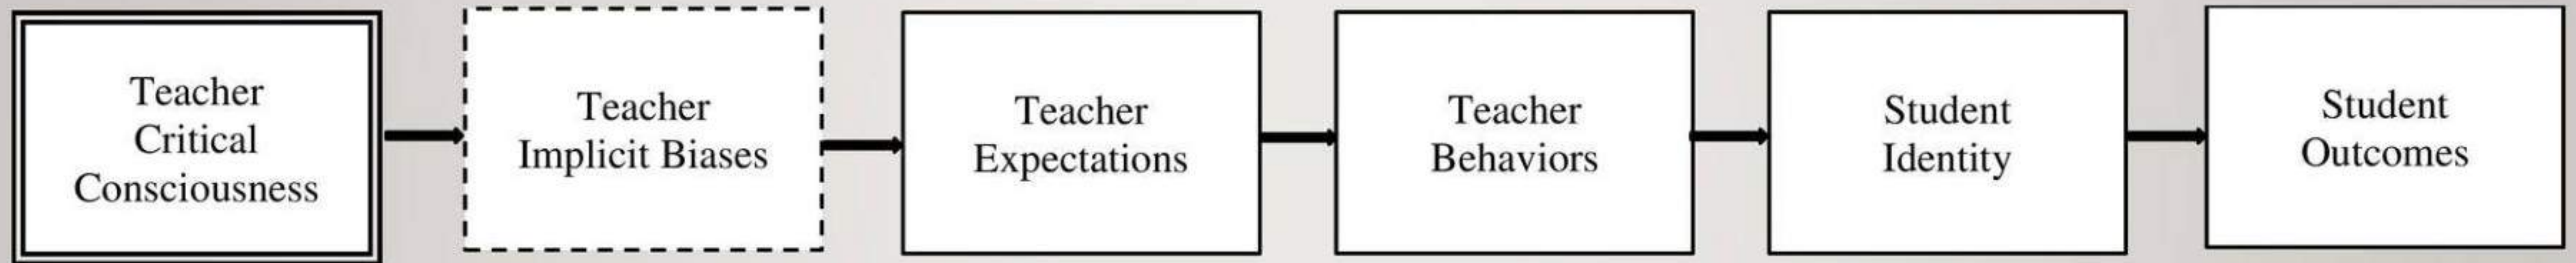 Teacher
Critical
Consciousness
Teacher
Implicit Biases
Teacher
Expectations
Teacher
Behaviors
Student
Identity
Student
Outcomes